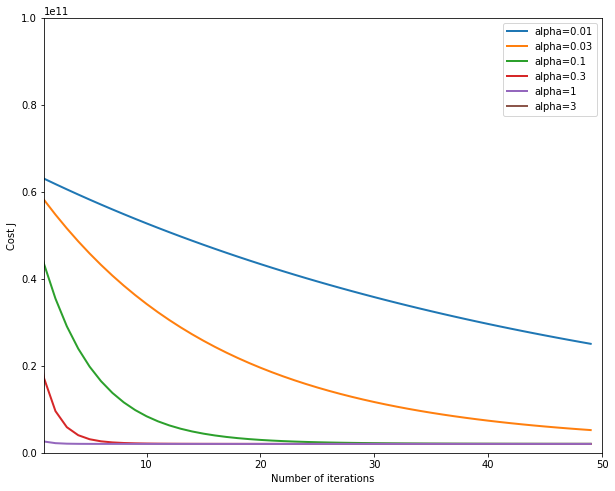 1e11
1.0
0.8
0.6
0.4
0.2
0.0
Cost J
alpha=0.01
alpha=0.03
alpha=0.1
alpha=0.3
alpha=1
alpha=3
10
20
30
40
50
Number of iterations